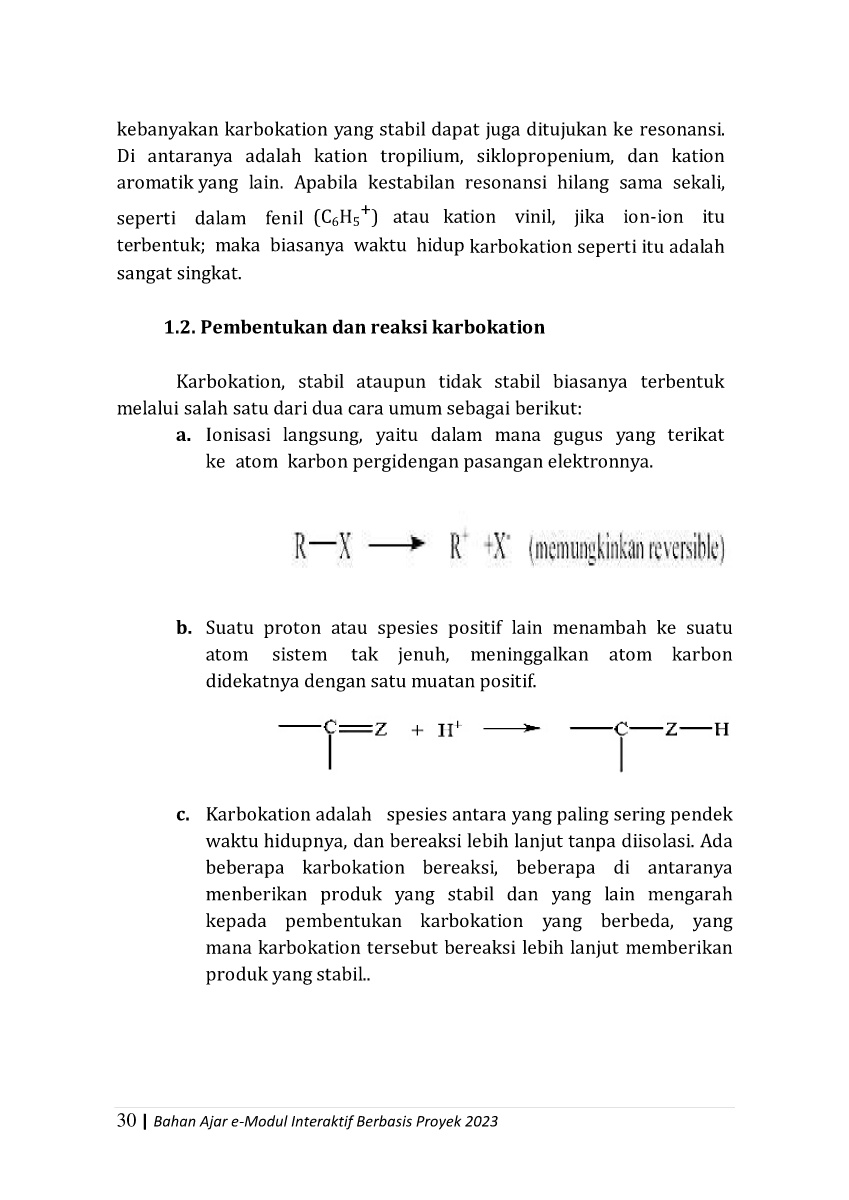 kebanyakan karbokation yang stabil dapat juga ditujukan ke resonansi.
Di antaranya adalah kation tropilium, siklopropenium, dan kation
aromatik yang lain. Apabila kestabilan resonansi hilang sama sekali,
seperti dalam fenil (C₆H₅⁺) atau kation vinil, jika ion-ion itu
terbentuk; maka biasanya waktu hidup karbokation seperti itu adalah
sangat singkat.
1.2. Pembentukan dan reaksi karbokation
Karbokation, stabil ataupun tidak stabil biasanya terbentuk
melalui salah satu dari dua cara umum sebagai berikut:
a. Ionisasi langsung, yaitu dalam mana gugus yang terikat
ke atom karbon pergidengan pasangan elektronnya.
R—X ⟶ R⁺ +X⁻ (memungkinkan reversible)
b. Suatu proton atau spesies positif lain menambah ke suatu
atom sistem tak jenuh, meninggalkan atom karbon
didekatnya dengan satu muatan positif.
—C=Z + H⁺ ⟶ —C—Z—H
c. Karbokation adalah spesies antara yang paling sering pendek
waktu hidupnya, dan bereaksi lebih lanjut tanpa diisolasi. Ada
beberapa karbokation bereaksi, beberapa di antaranya
menberikan produk yang stabil dan yang lain mengarah
kepada pembentukan karbokation yang berbeda, yang
mana karbokation tersebut bereaksi lebih lanjut memberikan
produk yang stabil..
30 | Bahan Ajar e-Modul Interaktif Berbasis Proyek 2023